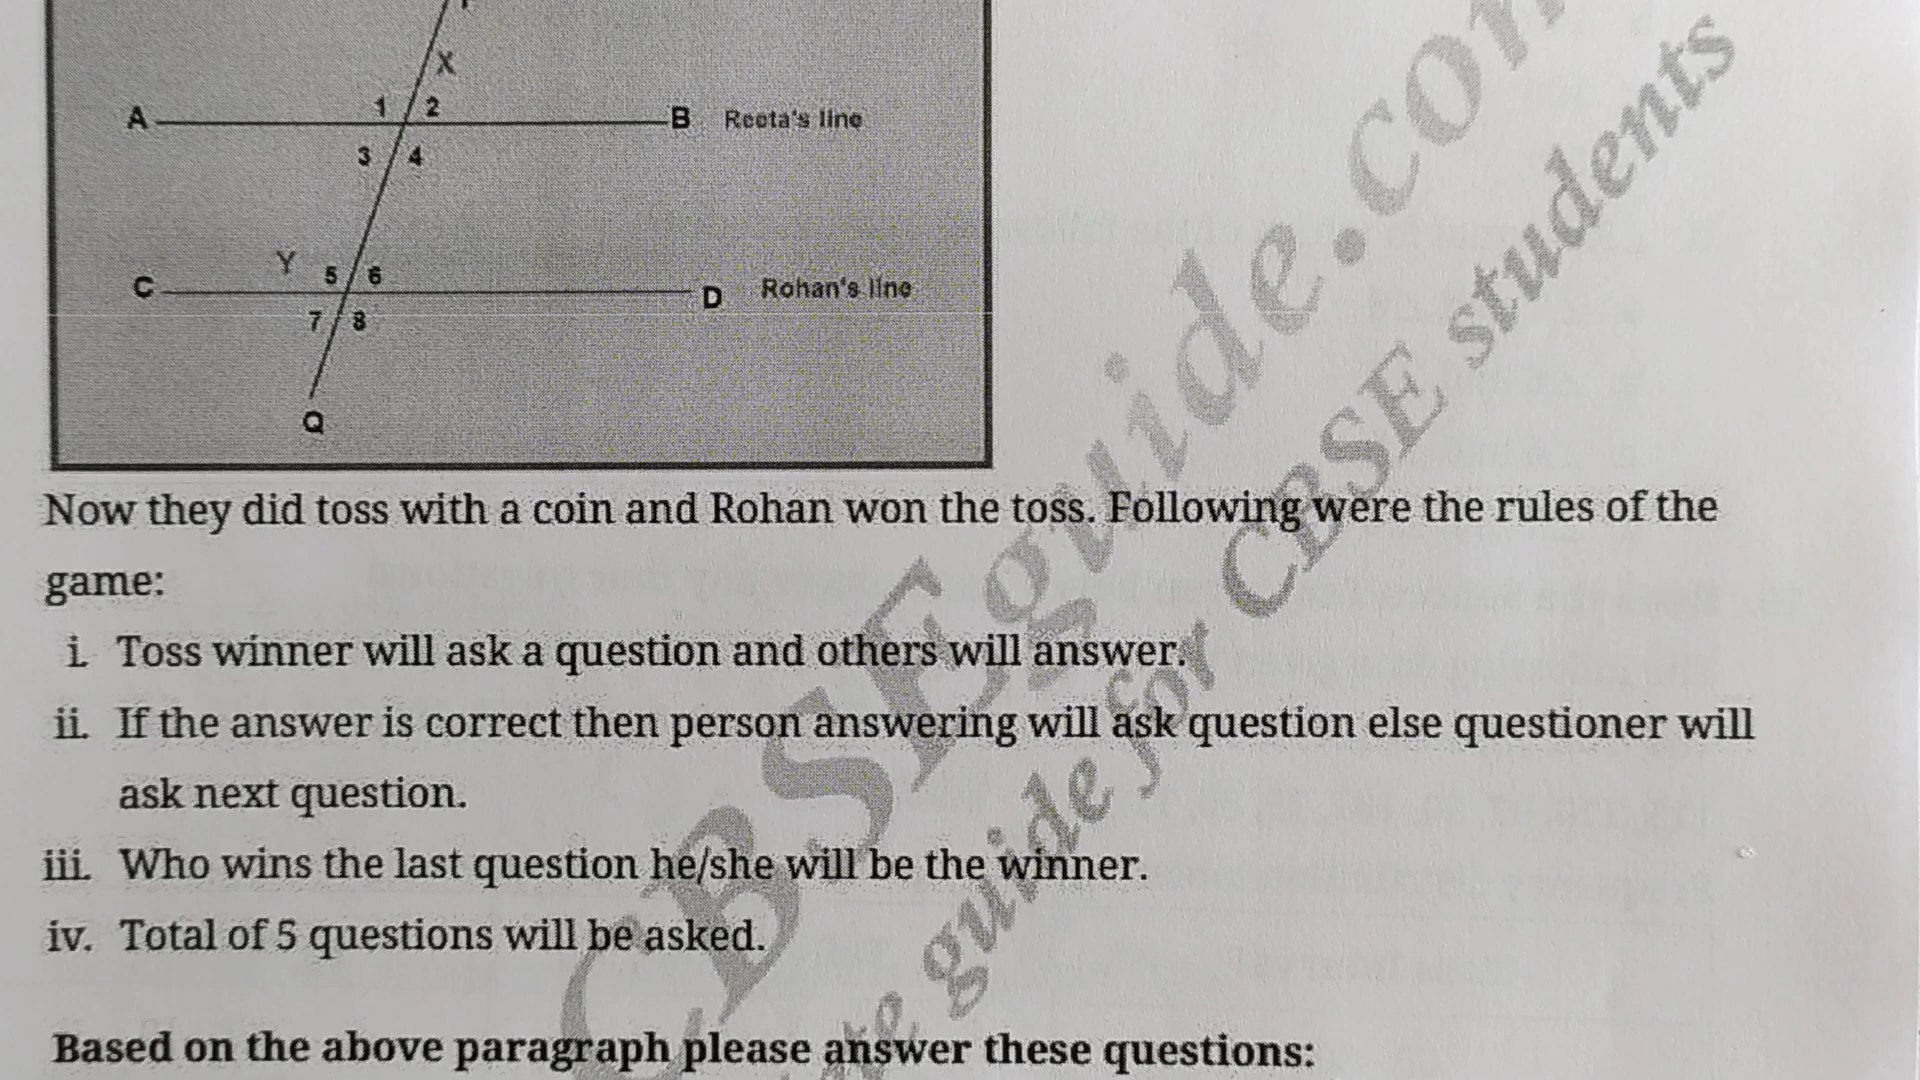 X
1 2
A B Reeta's line
3 4
Y 5 6
C D Rohan's line
7 8
Q
Now they did toss with a coin and Rohan won the toss. Following were the rules of the
game:
i. Toss winner will ask a question and others will answer.
ii. If the answer is correct then person answering will ask question else questioner will
ask next question.
iii. Who wins the last question he/she will be the winner.
iv. Total of 5 questions will be asked.
Based on the above paragraph please answer these questions:
CBSEguide.com
guide for CBSE students